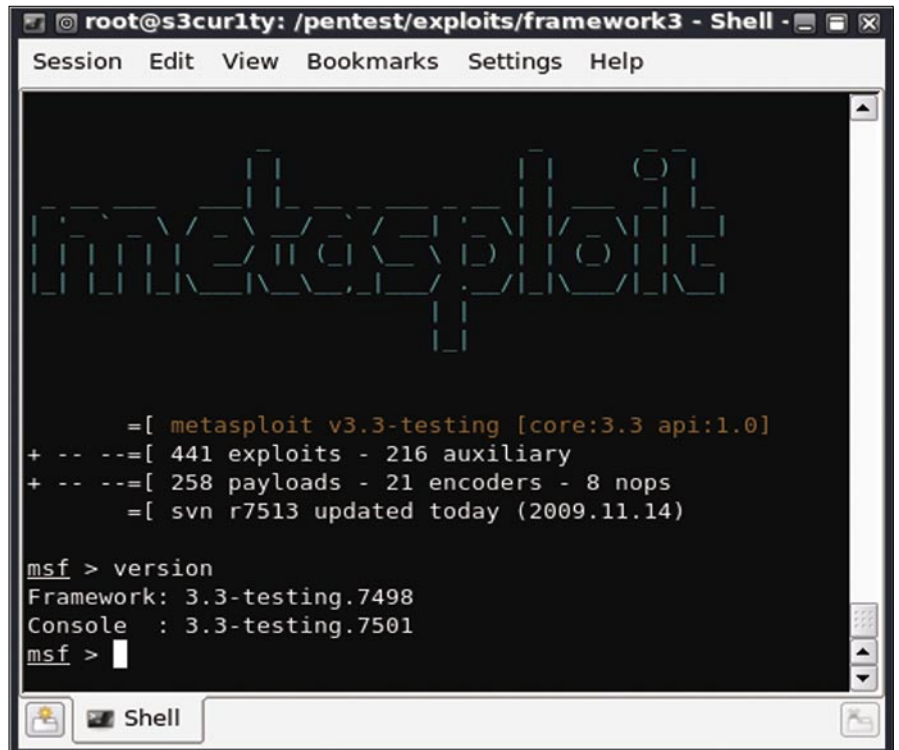 root@s3cur1ty: /pentest/exploits/framework3 - Shell -
Session Edit View Bookmarks Settings Help
metasploit
=[ metasploit v3.3-testing [core:3.3 api:1.0]
+ -- --=[ 441 exploits - 216 auxiliary
+ -- --=[ 258 payloads - 21 encoders - 8 nops
=[ svn r7513 updated today (2009.11.14)
msf > version
Framework: 3.3-testing.7498
Console  : 3.3-testing.7501
msf >
Shell